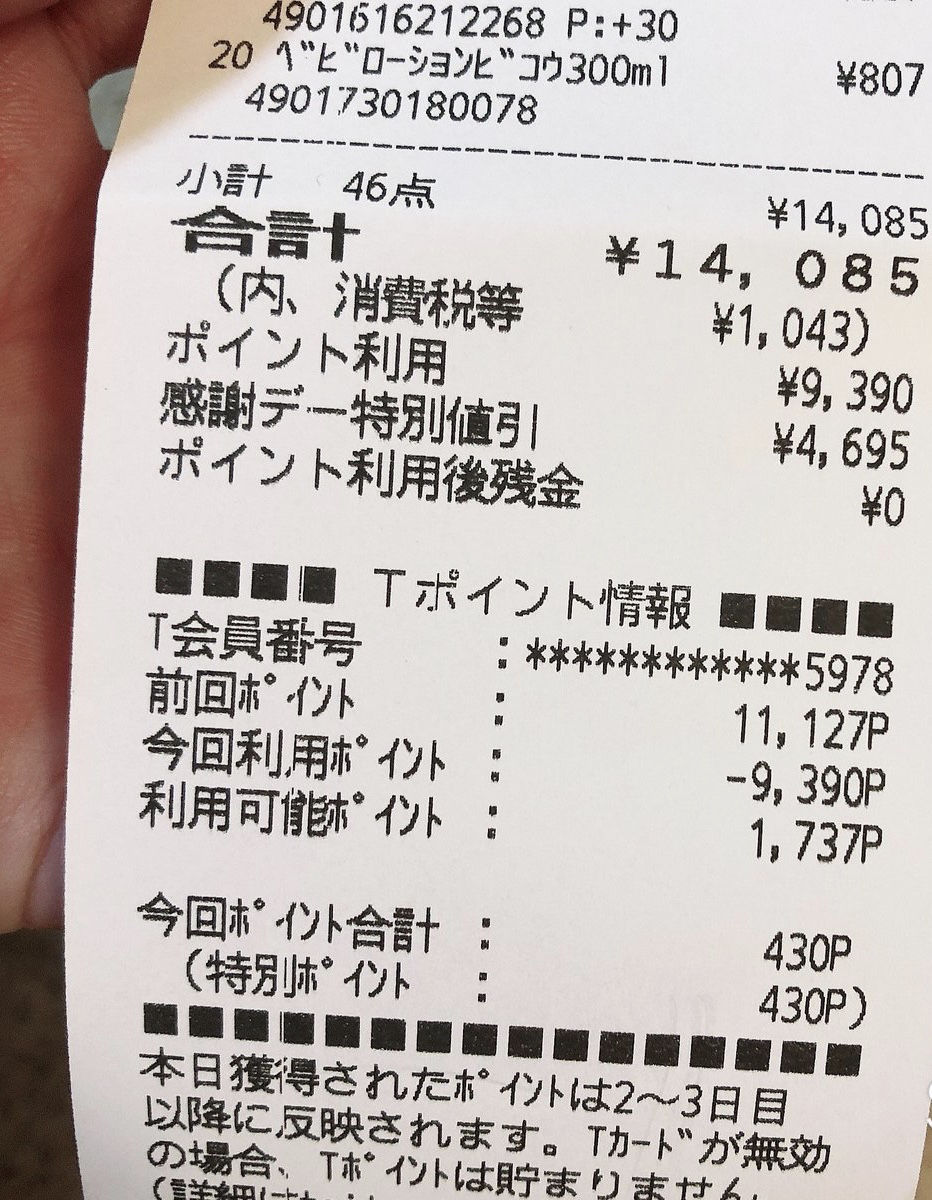 4901616212268 P:+30
20 ﾍﾞﾋﾞﾛｰｼｮﾝﾋﾞｺｳ300ml ¥807
4901730180078
小計 46点 ¥14,085
合計 ¥14,085
(内、消費税等 ¥1,043)
ポイント利用 ¥9,390
感謝デー特別値引 ¥4,695
ポイント利用後残金 ¥0
■■■■ Tポイント情報 ■■■■
T会員番号 : ************5978
前回ﾎﾟｲﾝﾄ : 11,127P
今回利用ﾎﾟｲﾝﾄ : -9,390P
利用可能ﾎﾟｲﾝﾄ : 1,737P
今回ﾎﾟｲﾝﾄ合計 : 430P
(特別ﾎﾟｲﾝﾄ : 430P)
■■■■■■■■■■■■■■■■
本日獲得されたﾎﾟｲﾝﾄは2～3日目
以降に反映されます。Tｶｰﾄﾞが無効
の場合、Tﾎﾟｲﾝﾄは貯まりません。
(詳細は